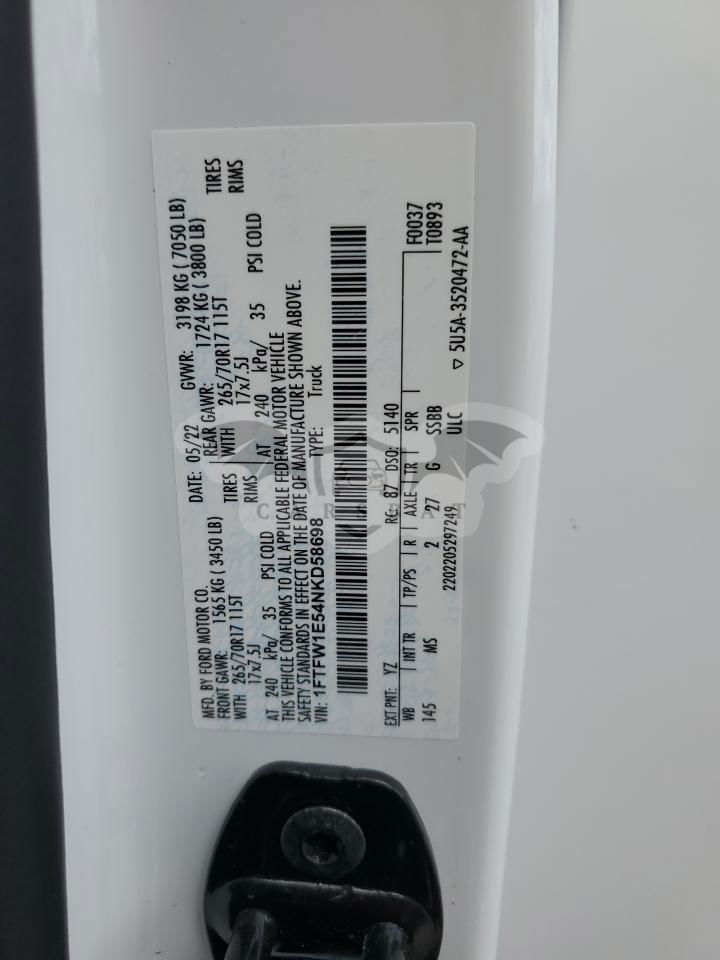 MFD. BY FORD MOTOR CO. DATE: 05/22 GVWR: 3198 KG ( 7050 LB)
FRONT GAWR: 1565 KG ( 3450 LB) REAR GAWR: 1724 KG ( 3800 LB)
WITH 265/70R17 115T TIRES WITH 265/70R17 115T TIRES
17x7.5J RIMS 17x7.5J RIMS
AT 240 kPa/ 35 PSI COLD AT 240 kPa/ 35 PSI COLD
THIS VEHICLE CONFORMS TO ALL APPLICABLE FEDERAL MOTOR VEHICLE
SAFETY STANDARDS IN EFFECT ON THE DATE OF MANUFACTURE SHOWN ABOVE.
VIN: 1FTFW1E54NKD58698 TYPE: Truck
EXT PNT: YZ RC: 87 DSO: 5140 F0037
WB INT TR TP/PS R AXLE TR SPR T0893
145 MS 2 27 G SSBB
2202205297249 ULC ▽ 5U5A-3520472-AA